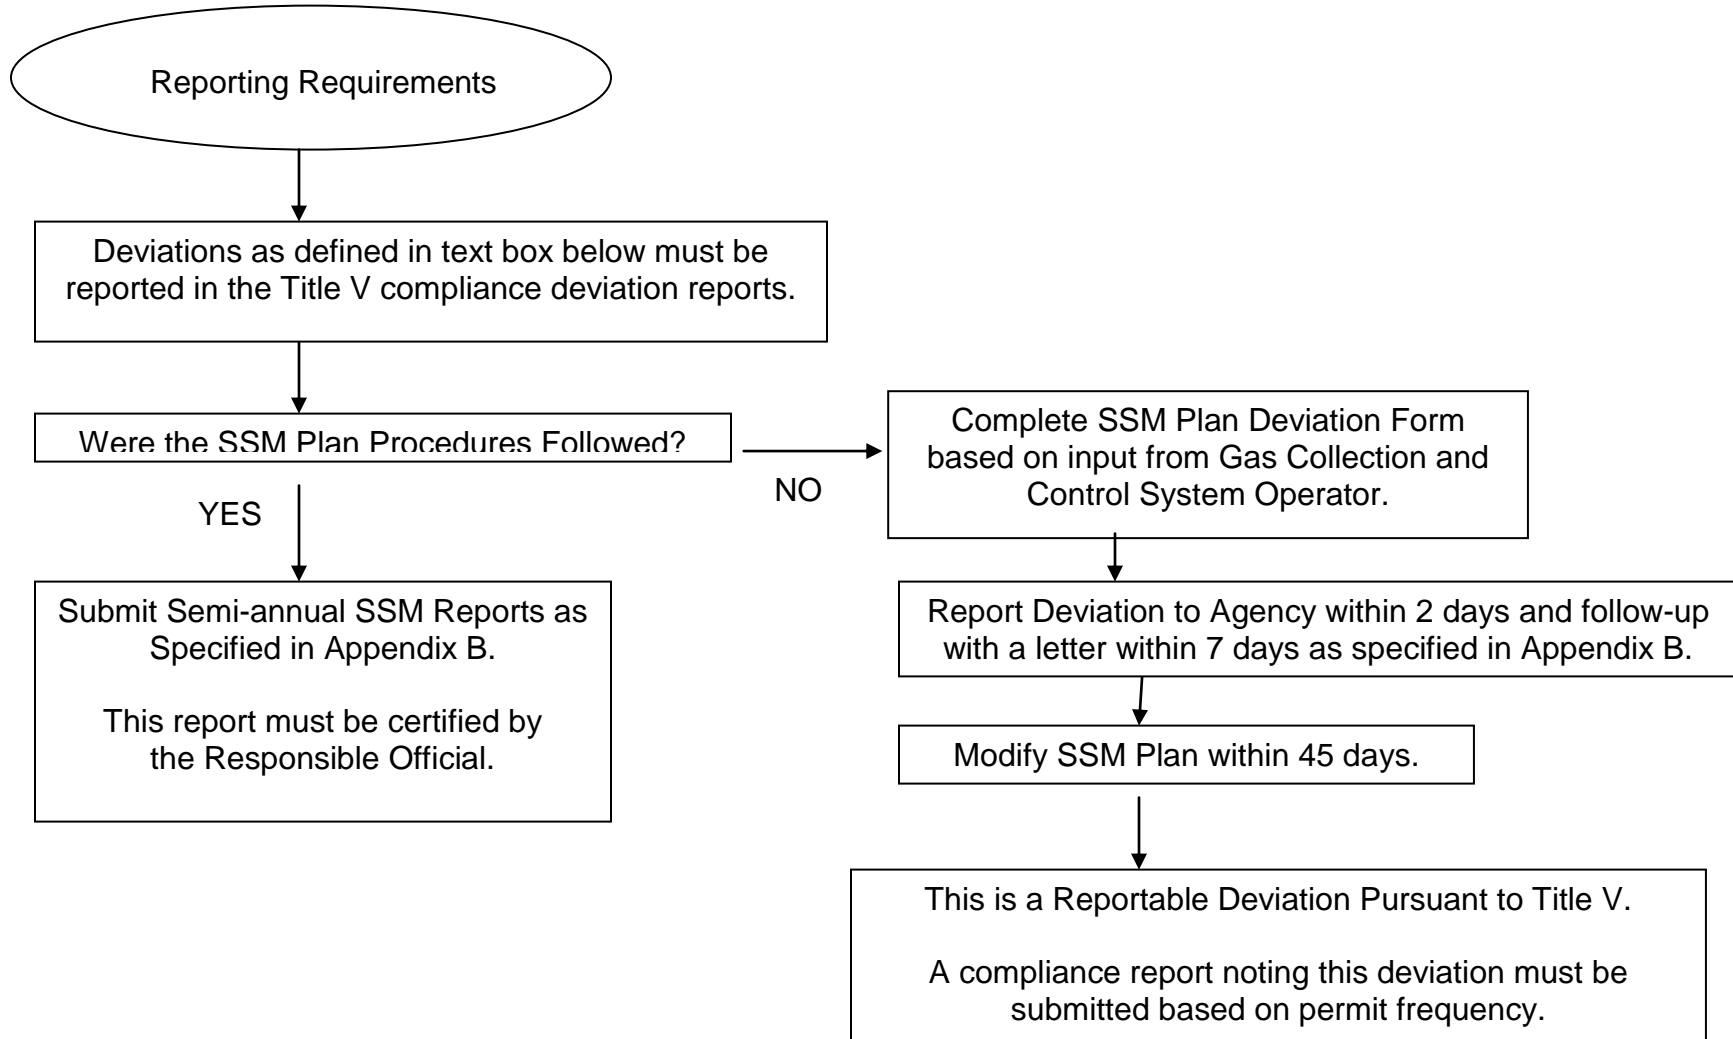 Reporting Requirements
Deviations as defined in text box below must be
reported in the Title V compliance deviation reports.
Were the SSM Plan Procedures Followed?
NO
YES
Complete SSM Plan Deviation Form
based on input from Gas Collection and
Control System Operator.
Submit Semi-annual SSM Reports as
Specified in Appendix B.
This report must be certified by
the Responsible Official.
Report Deviation to Agency within 2 days and follow-up
with a letter within 7 days as specified in Appendix B.
Modify SSM Plan within 45 days.
This is a Reportable Deviation Pursuant to Title V.
A compliance report noting this deviation must be
submitted based on permit frequency.